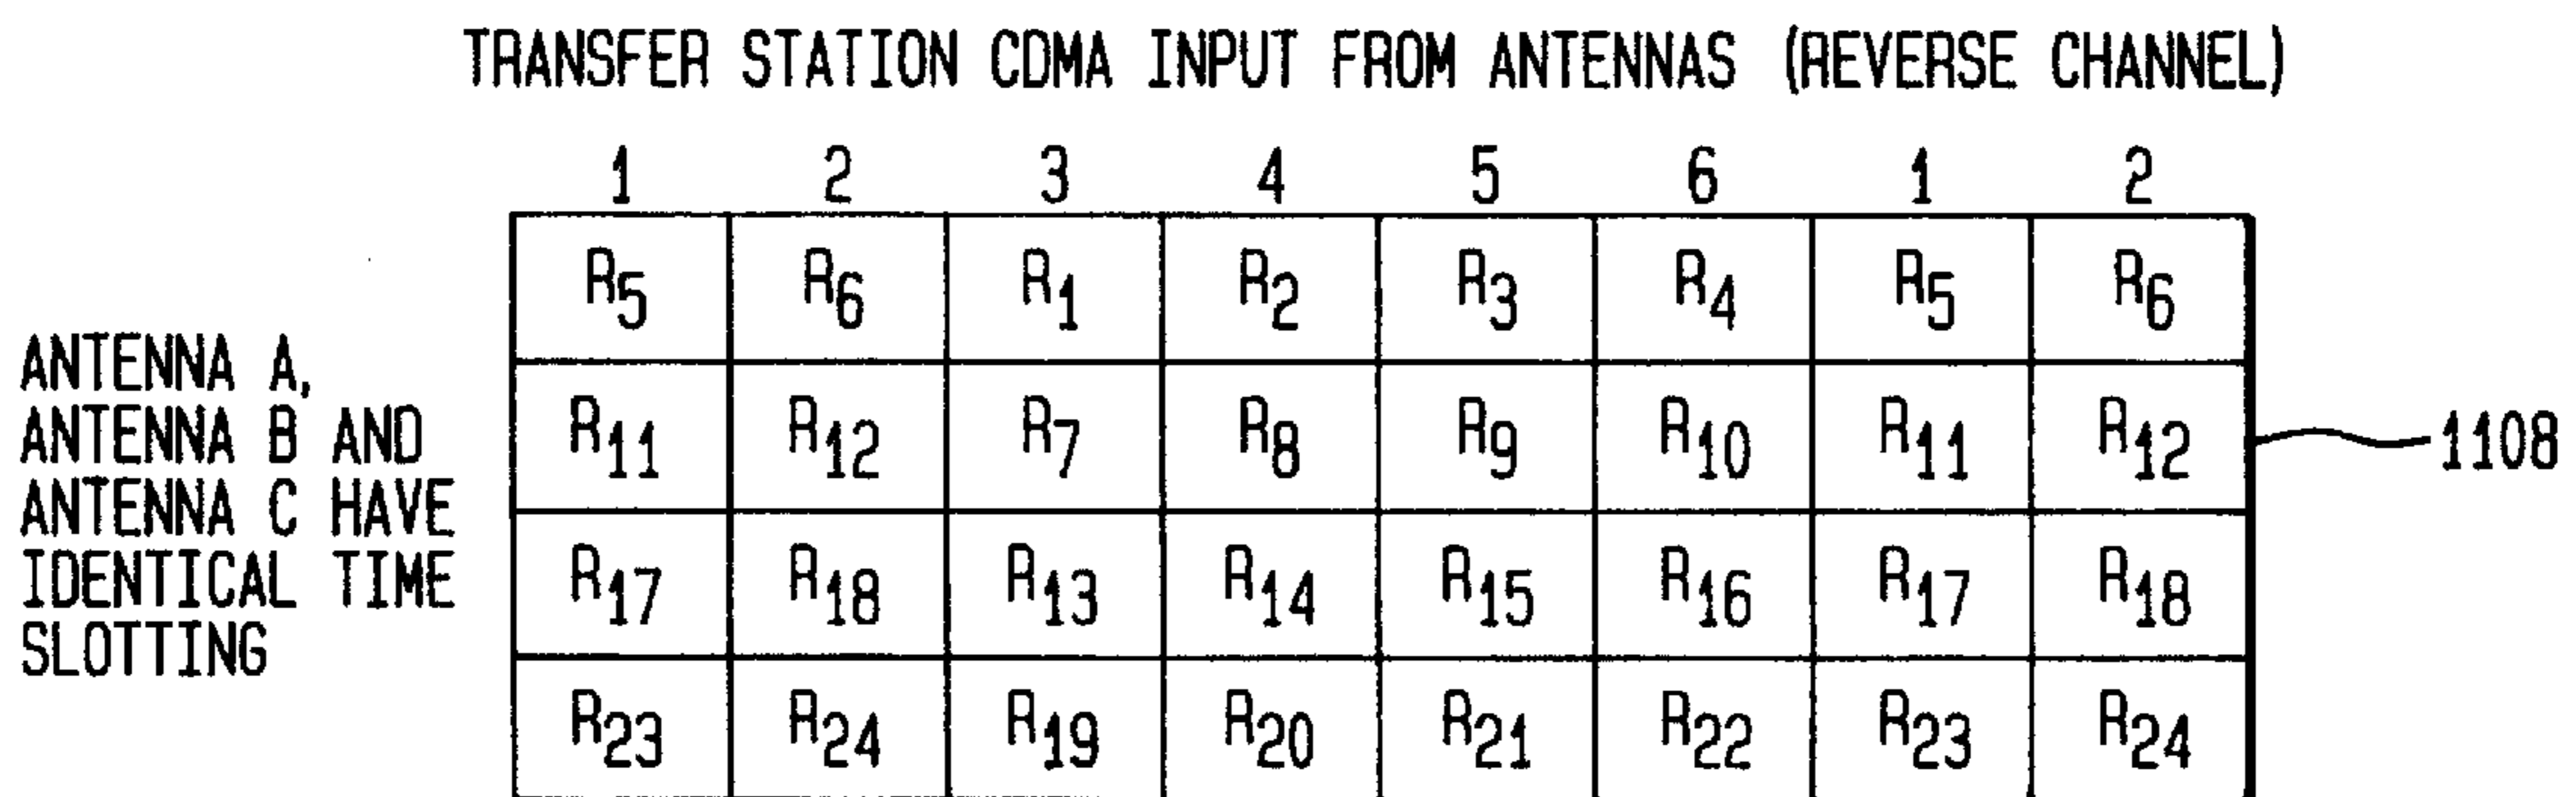 TRANSFER STATION CDMA INPUT FROM ANTENNAS (REVERSE CHANNEL)
1 2 3 4 5 6 1 2
R5 R6 R1 R2 R3 R4 R5 R6
ANTENNA A,
ANTENNA B AND
ANTENNA C HAVE
IDENTICAL TIME
SLOTTING
R11 R12 R7 R8 R9 R10 R11 R12
1108
R17 R18 R13 R14 R15 R16 R17 R18
R23 R24 R19 R20 R21 R22 R23 R24